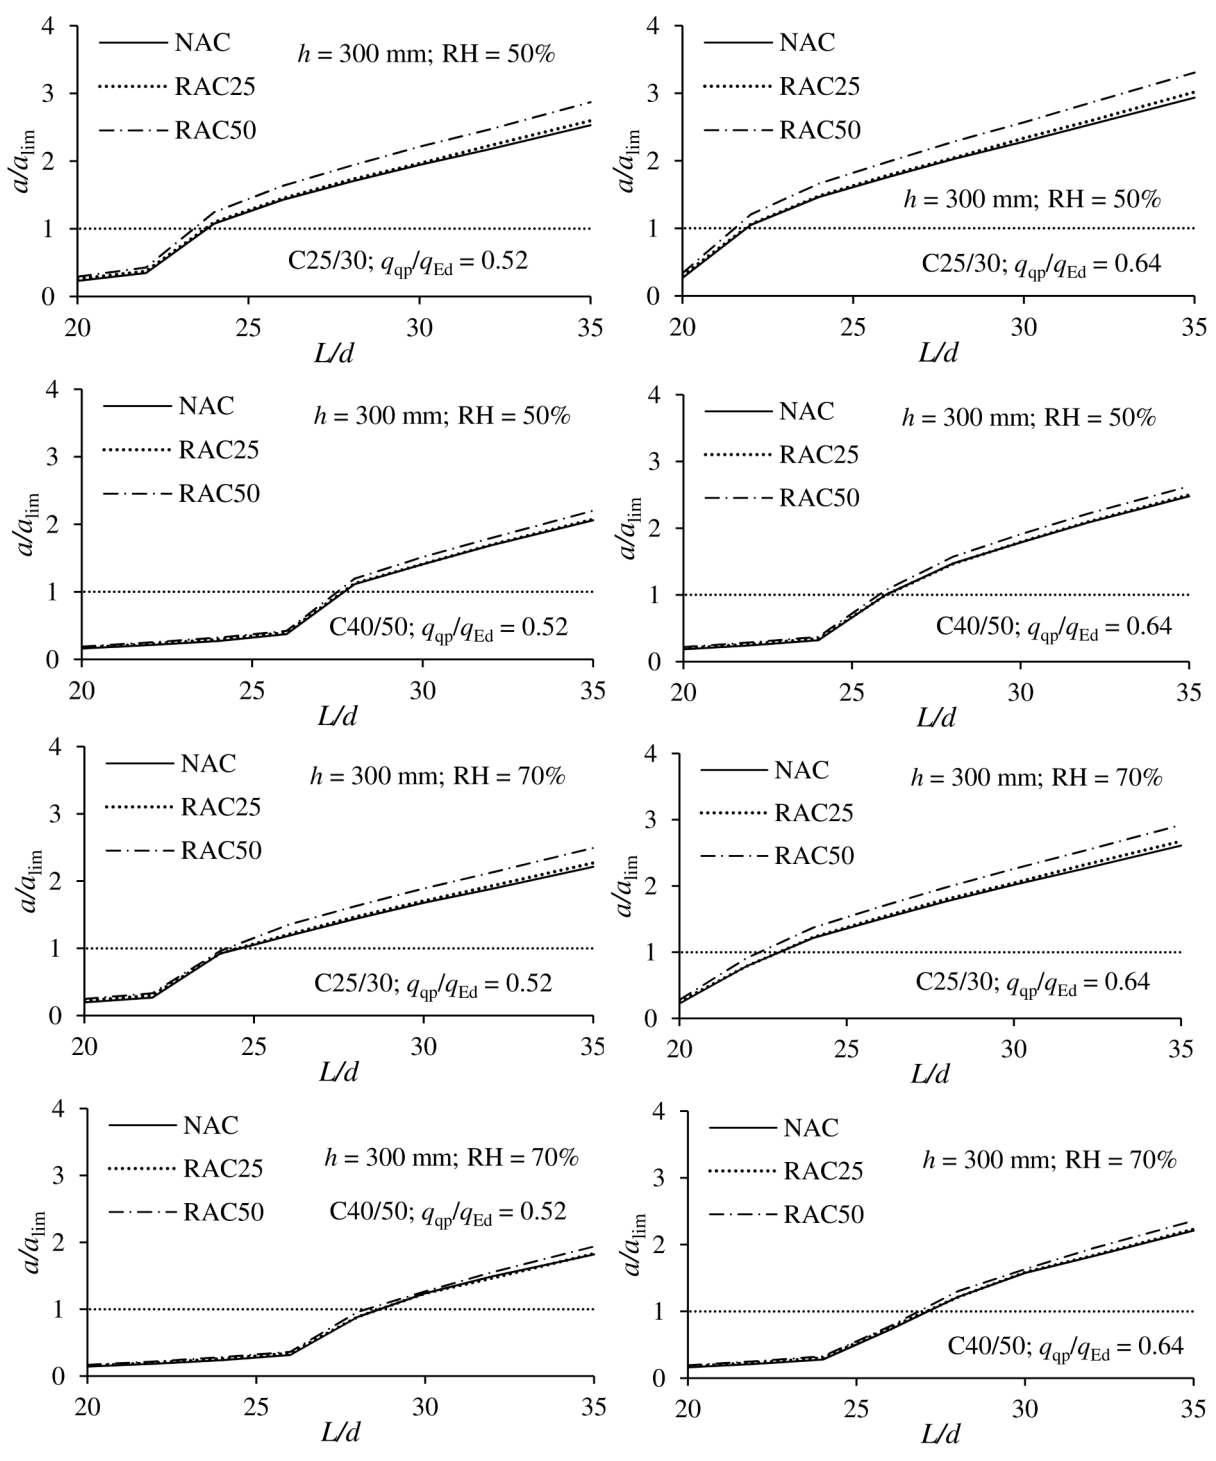 4
NAC
h = 300 mm; RH = 50%
RAC25
3
RAC50
a/alim
2
1
C25/30; qqp/qEd = 0.52
0
20 25 30 35
L/d
4
NAC
RAC25
3
RAC50
a/alim
2
h = 300 mm; RH = 50%
1
C25/30; qqp/qEd = 0.64
0
20 25 30 35
L/d
4
NAC
h = 300 mm; RH = 50%
RAC25
3
RAC50
a/alim
2
1
C40/50; qqp/qEd = 0.52
0
20 25 30 35
L/d
4
NAC
h = 300 mm; RH = 50%
RAC25
3
RAC50
a/alim
2
1
C40/50; qqp/qEd = 0.64
0
20 25 30 35
L/d
4
NAC
h = 300 mm; RH = 70%
RAC25
3
RAC50
a/alim
2
1
C25/30; qqp/qEd = 0.52
0
20 25 30 35
L/d
4
NAC
h = 300 mm; RH = 70%
RAC25
3
RAC50
a/alim
2
1
C25/30; qqp/qEd = 0.64
0
20 25 30 35
L/d
4
NAC
h = 300 mm; RH = 70%
RAC25
3
RAC50
C40/50; qqp/qEd = 0.52
a/alim
2
1
0
20 25 30 35
L/d
4
NAC
h = 300 mm; RH = 70%
RAC25
3
RAC50
a/alim
2
1
C40/50; qqp/qEd = 0.64
0
20 25 30 35
L/d